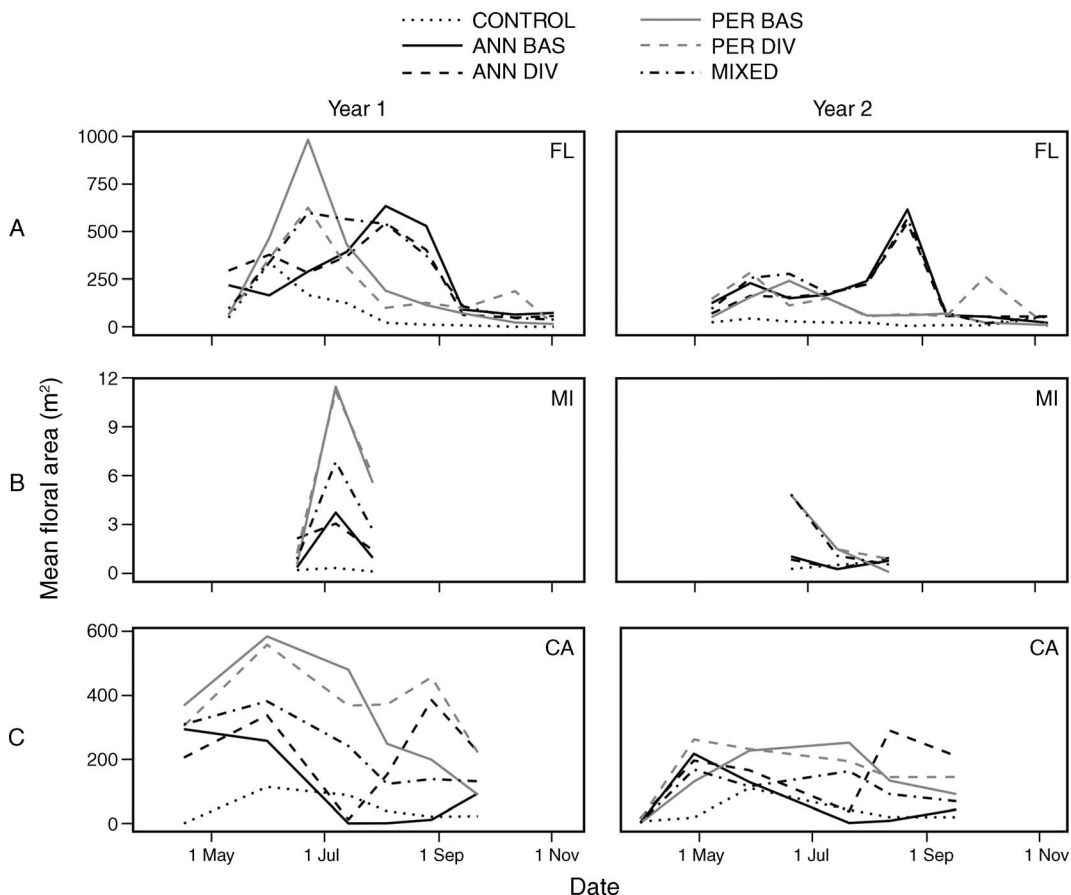 CONTROL PER BAS
ANN BAS PER DIV
ANN DIV MIXED
Year 1 Year 2
A
1000
750
500
250
0
FL FL
Mean floral area (m²)
B
12
9
6
3
0
MI MI
C
600
400
200
0
CA CA
1 May 1 Jul 1 Sep 1 Nov 1 May 1 Jul 1 Sep 1 Nov
Date